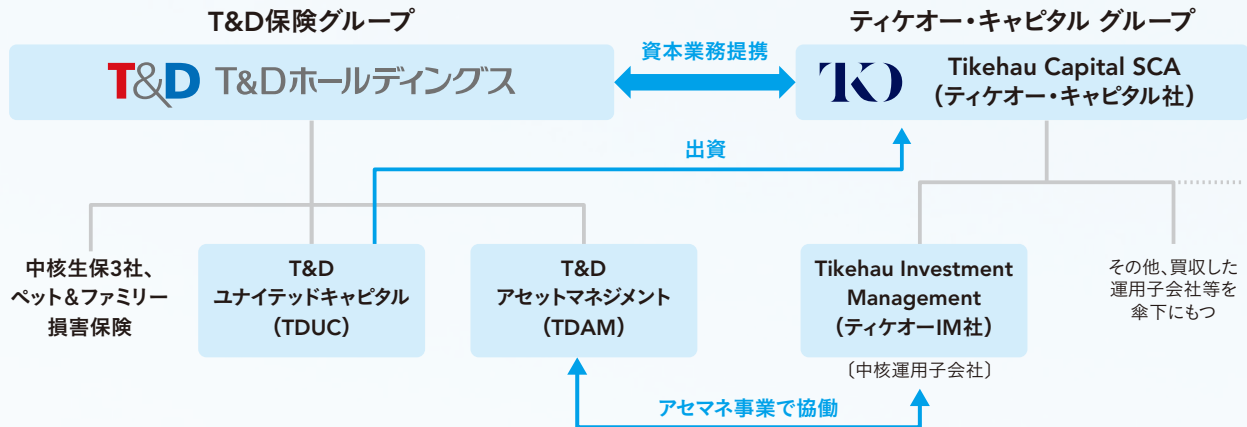 T&D保険グループ
ティケオー・キャピタル グループ
T&D T&Dホールディングス
資本業務提携
TKO Tikehau Capital SCA
（ティケオー・キャピタル社）
出資
中核生保3社、
ペット＆ファミリー
損害保険
T&D
ユナイテッドキャピタル
（TDUC）
T&D
アセットマネジメント
（TDAM）
Tikehau Investment
Management
（ティケオーIM社）
〔中核運用子会社〕
その他、買収した
運用子会社等を
傘下にもつ
アセマネ事業で協働